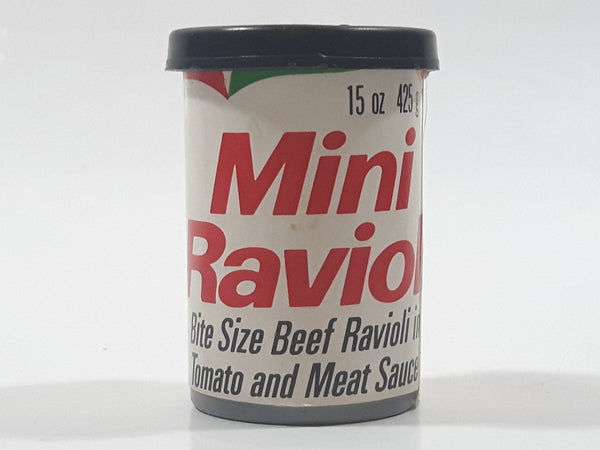 15 oz 425 g
Mini
Ravioli
Bite Size Beef Ravioli in
Tomato and Meat Sauce